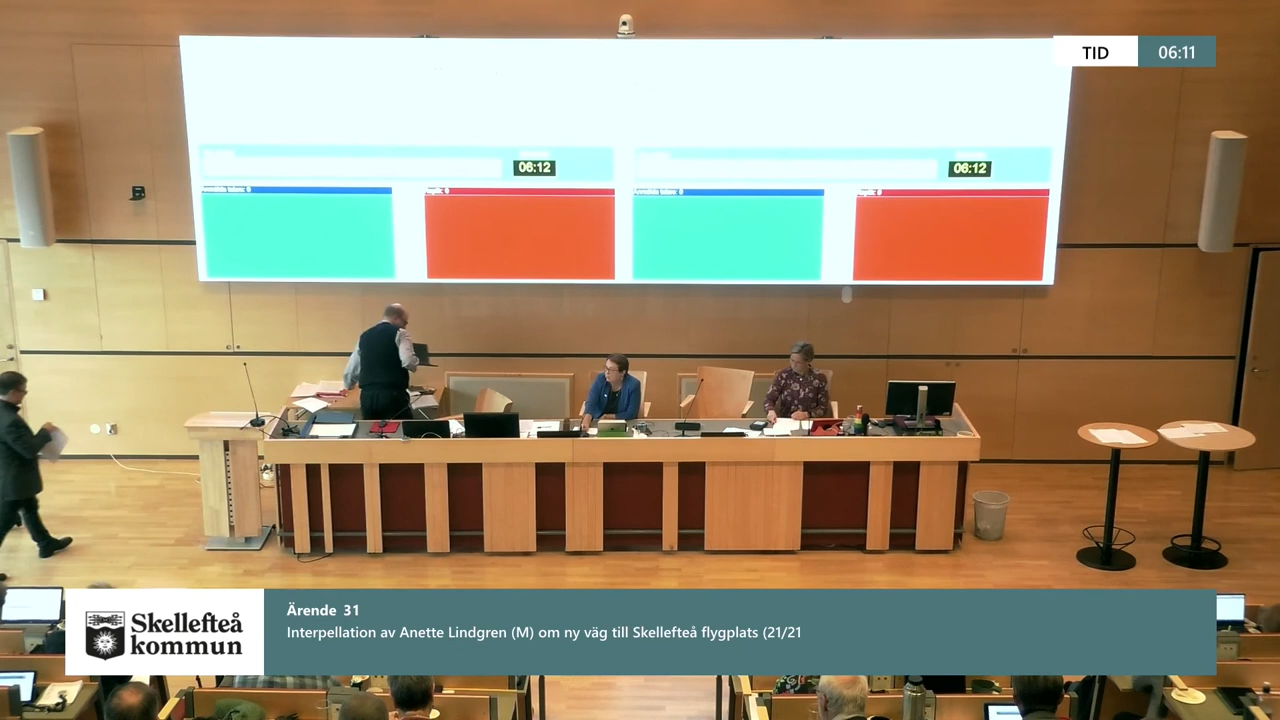 TID 06:11
06:12 06:12
Skellefteå
kommun
Ärende 31
Interpellation av Anette Lindgren (M) om ny väg till Skellefteå flygplats (21/21